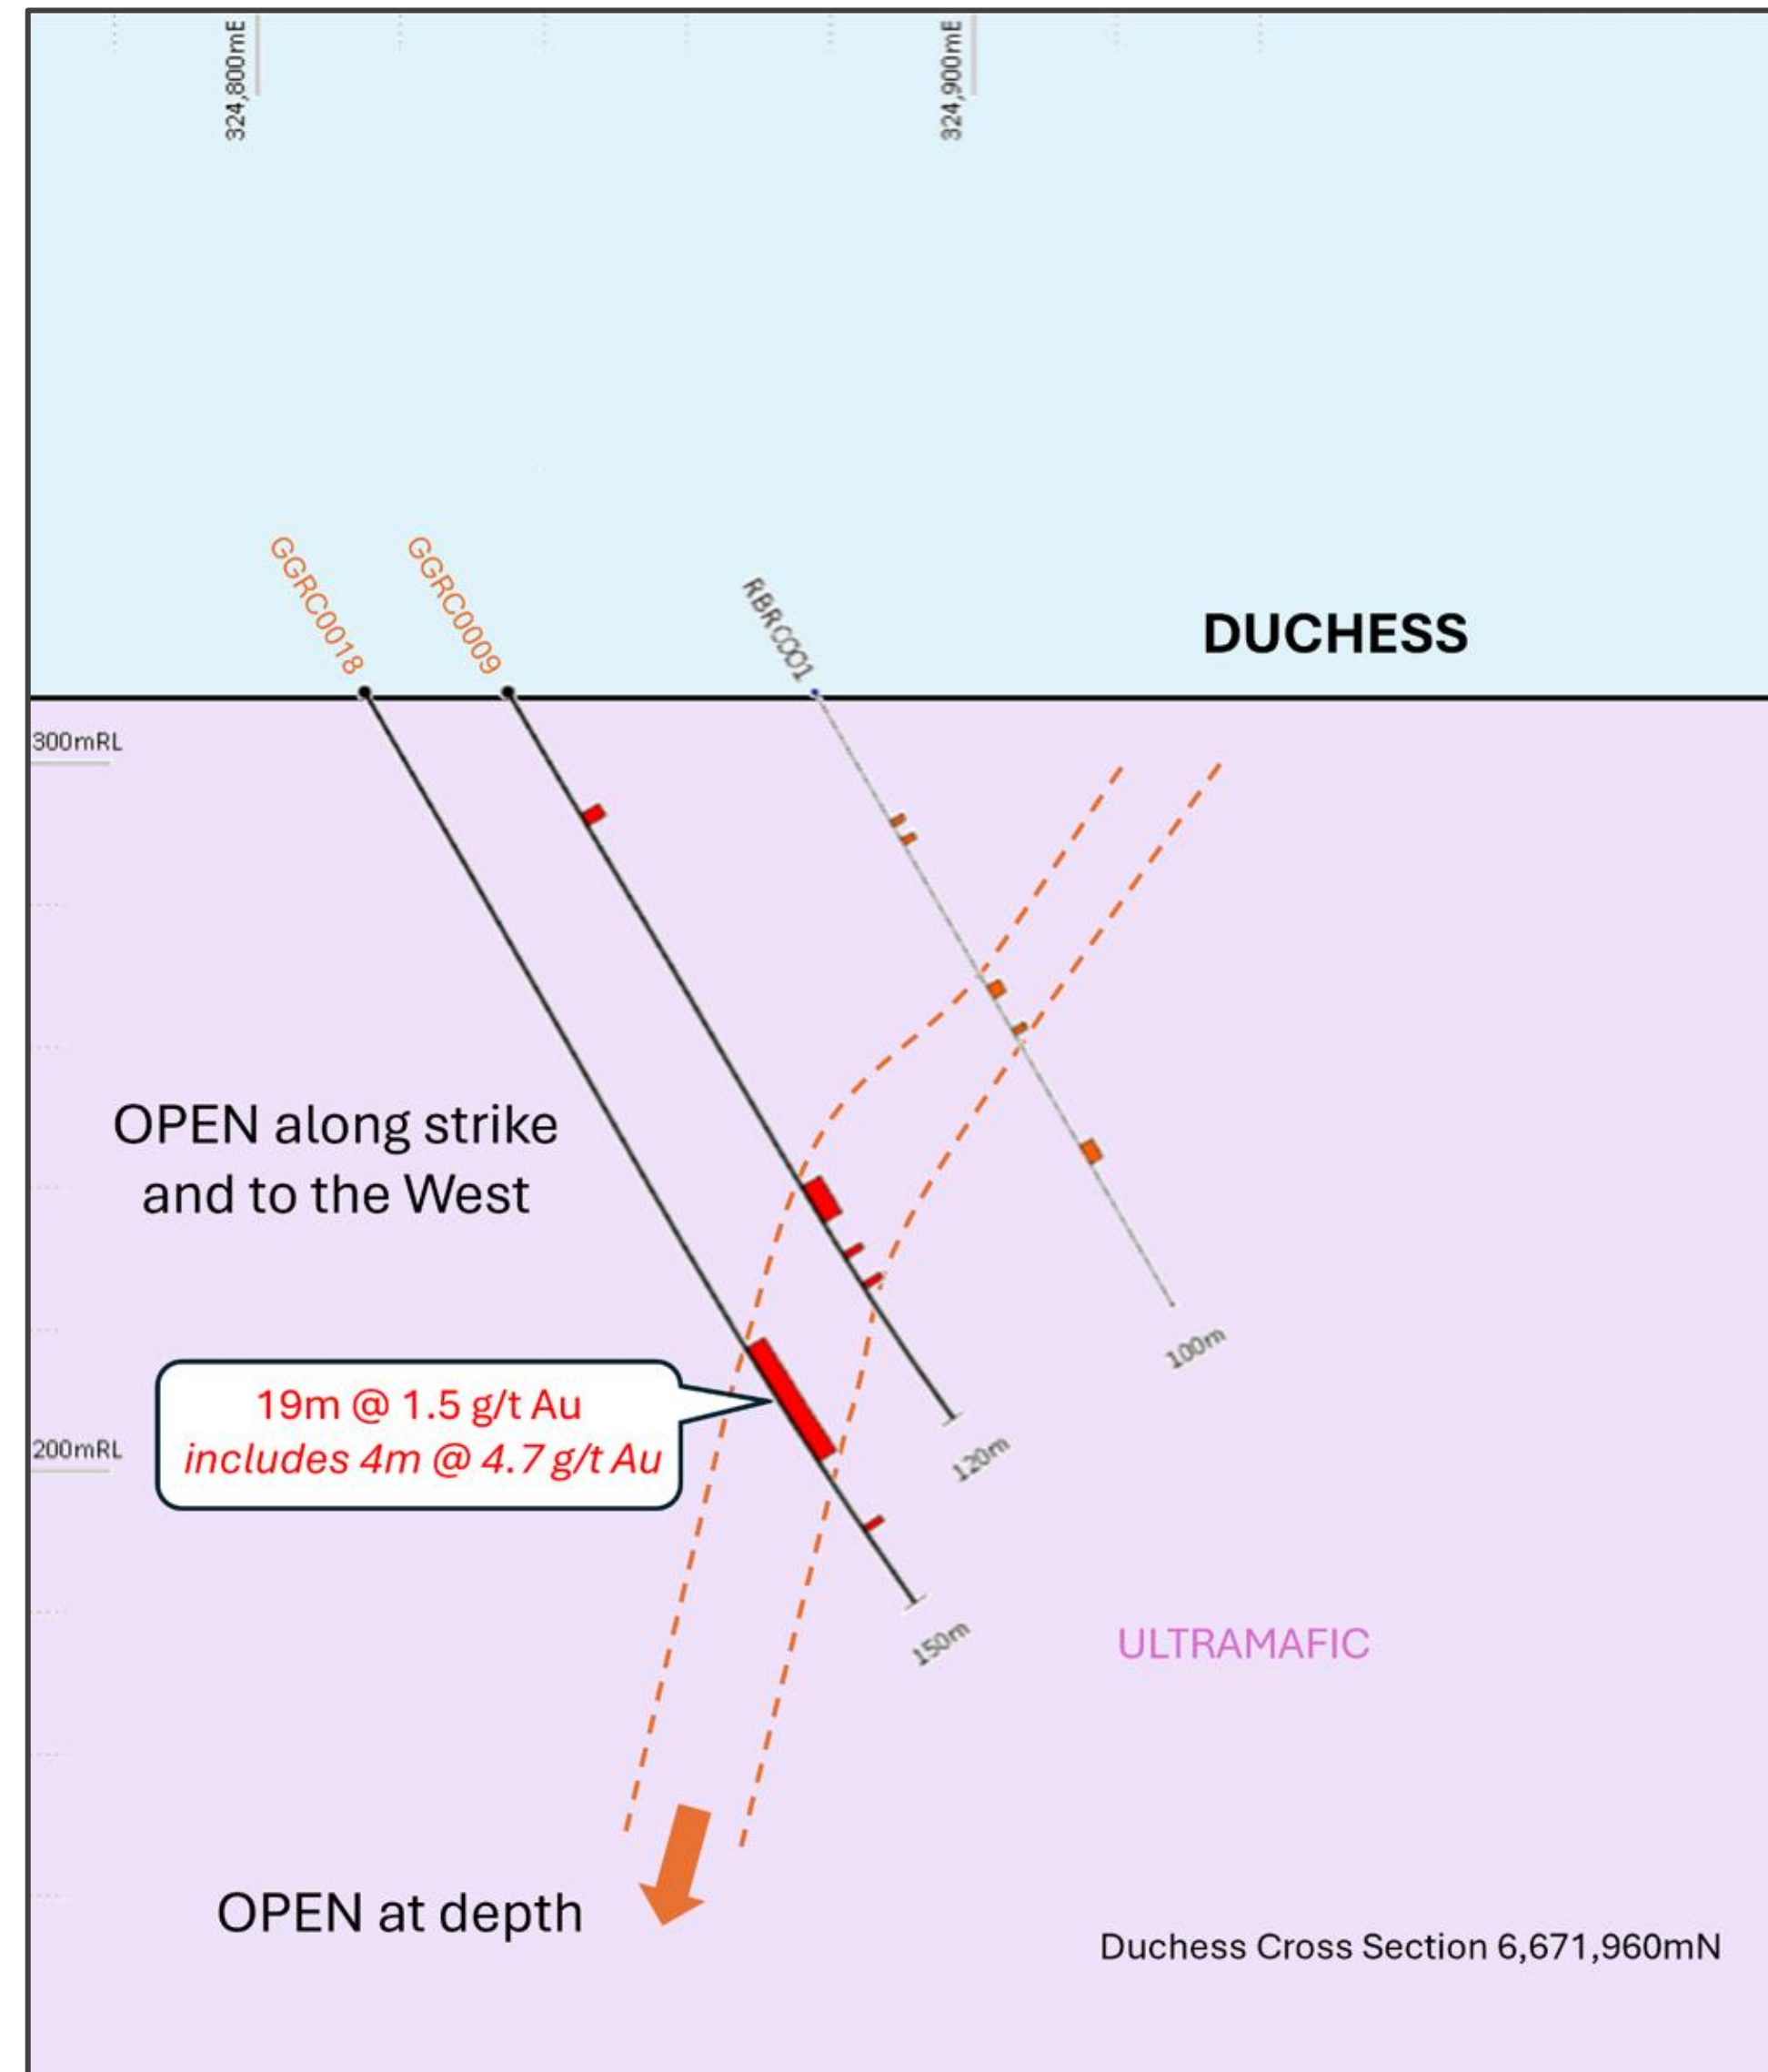 324,800mE
324,900mE
GGRC0018
GGRC0009
RBRC001
DUCHESS
300mRL
OPEN along strike
and to the West
19m @ 1.5 g/t Au
includes 4m @ 4.7 g/t Au
200mRL
100m
120m
150m
ULTRAMAFIC
OPEN at depth
Duchess Cross Section 6,671,960mN